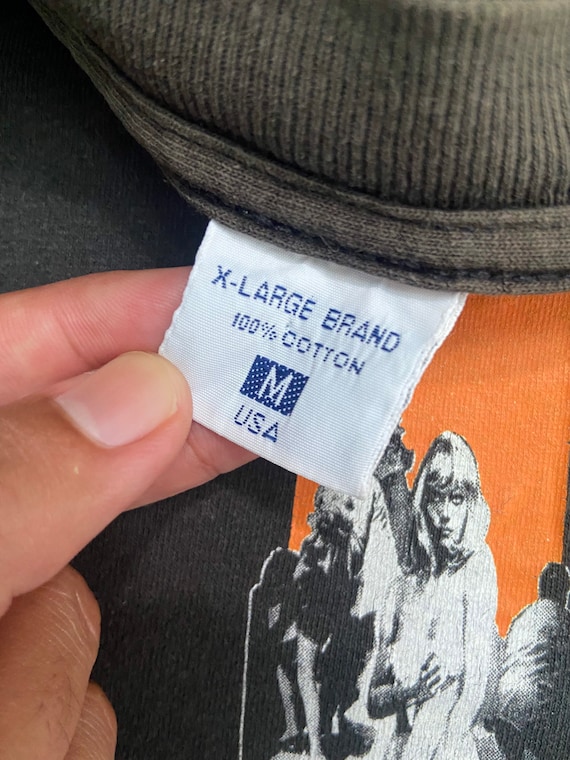 X-LARGE BRAND
100% COTTON
M
USA